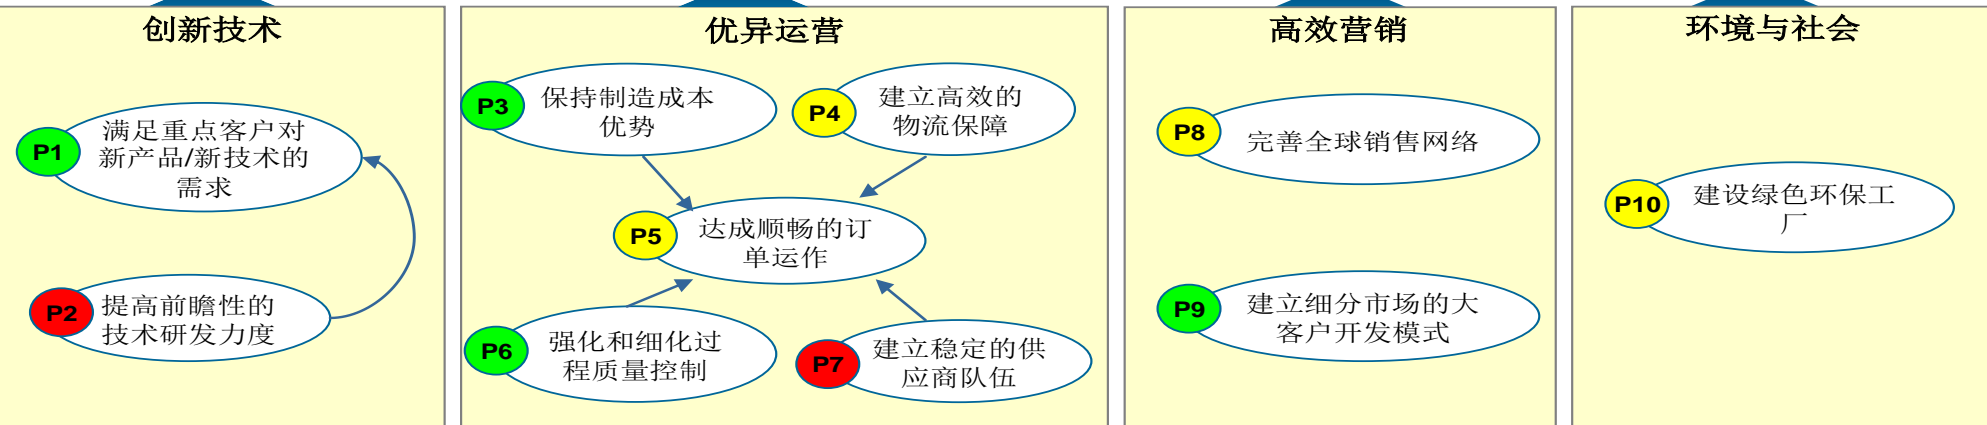 创新技术
P1
满足重点客户对
新产品/新技术的
需求
P2
提高前瞻性的
技术研发力度
优异运营
P3
保持制造成本
优势
P4
建立高效的
物流保障
P5
达成顺畅的订
单运作
P6
强化和细化过
程质量控制
P7
建立稳定的供
应商队伍
高效营销
P8
完善全球销售网络
P9
建立细分市场的大
客户开发模式
环境与社会
P10
建设绿色环保工
厂